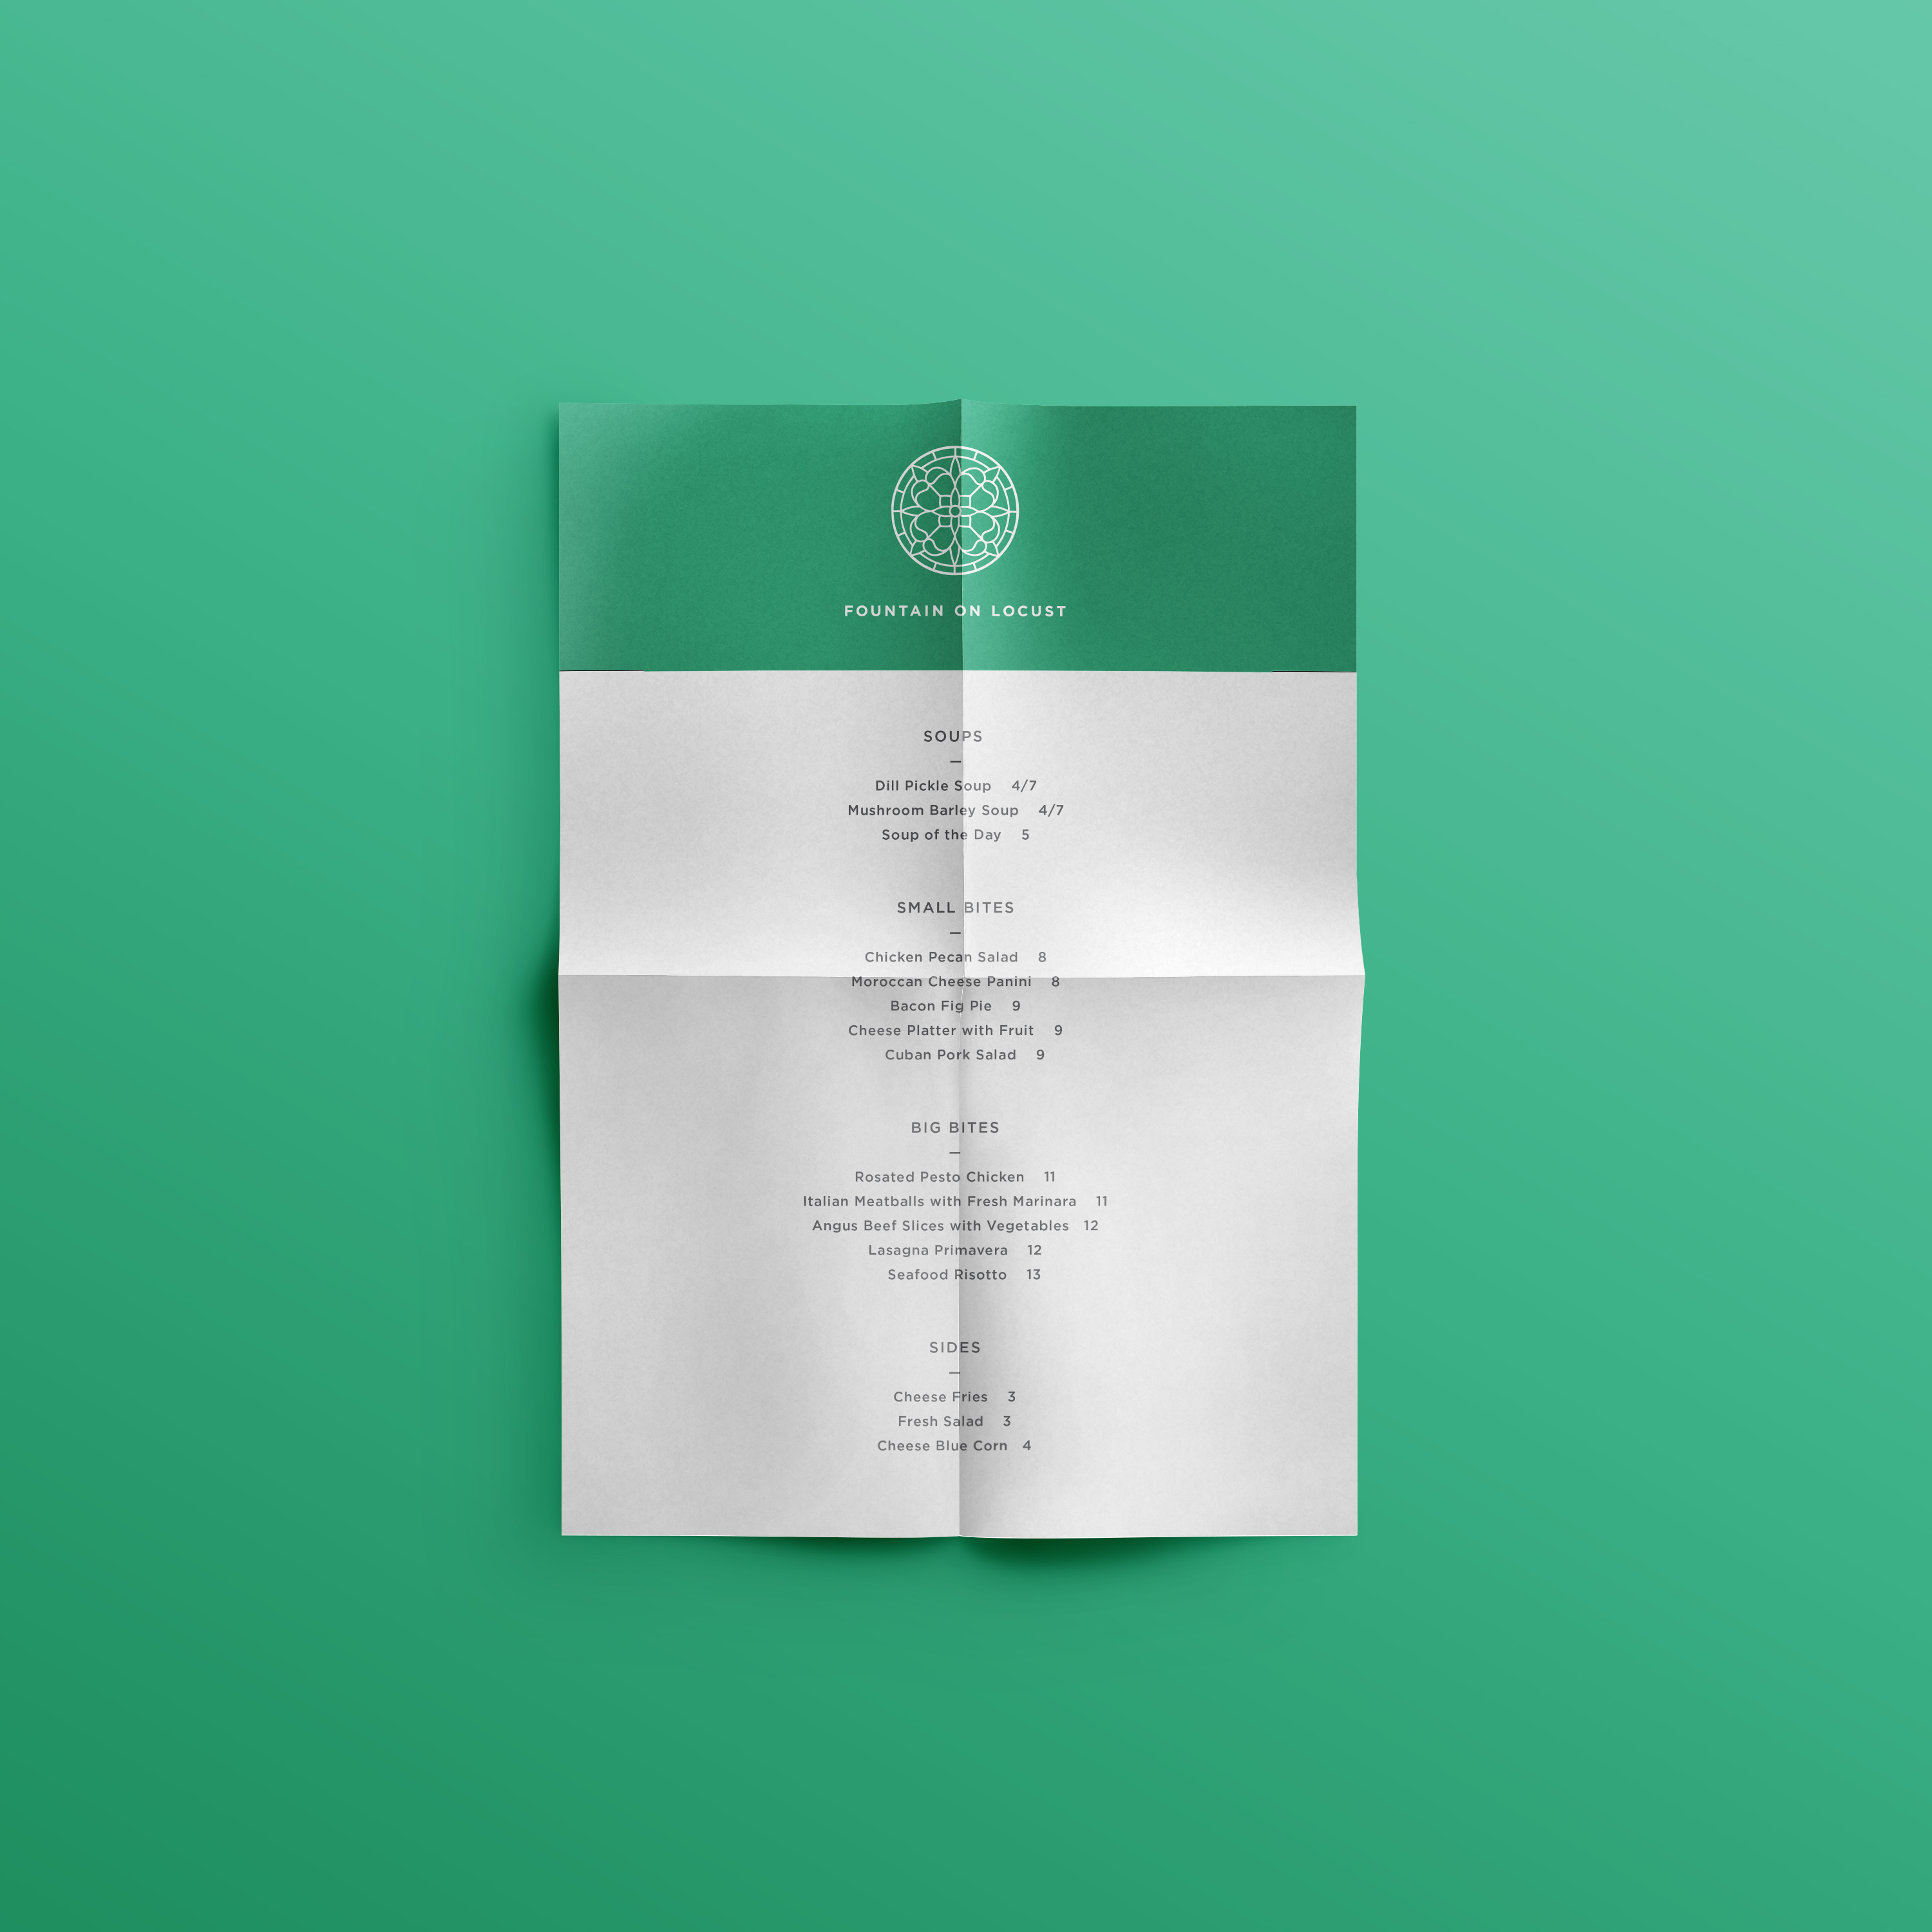 FOUNTAIN ON LOCUST
SOUPS
—
Dill Pickle Soup 4/7
Mushroom Barley Soup 4/7
Soup of the Day 5
SMALL BITES
—
Chicken Pecan Salad 8
Moroccan Cheese Panini 8
Bacon Fig Pie 9
Cheese Platter with Fruit 9
Cuban Pork Salad 9
BIG BITES
—
Rosated Pesto Chicken 11
Italian Meatballs with Fresh Marinara 11
Angus Beef Slices with Vegetables 12
Lasagna Primavera 12
Seafood Risotto 13
SIDES
—
Cheese Fries 3
Fresh Salad 3
Cheese Blue Corn 4